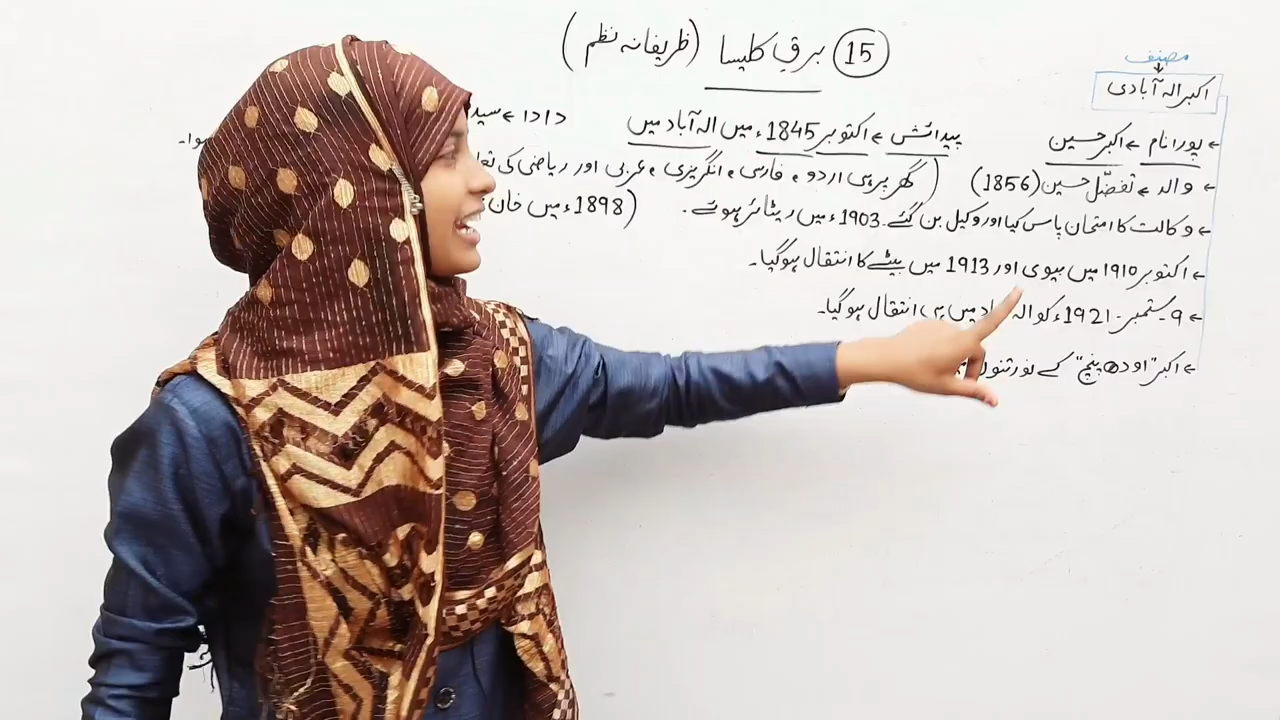 15 برقِ کلیسا (ظریفانہ نظم)
مصنف
اکبر الہ آبادی
پورا نام ← اکبر حسین پیدائش ← اکتوبر 1845ء میں الہ آباد میں دادا ← سید
والد ← تفضّل حسین (1856) (گھر پر ہی اردو، فارسی، انگریزی، عربی اور ریاضی کی ہوا۔
وکالت کا امتحان پاس کیا اور وکیل بن گئے۔ 1903ء میں ریٹائر ہوئے۔ (1898ء میں خان
اکتوبر 1910 میں بیوی اور 1913 میں بیٹے کا انتقال ہوگیا۔
9 ستمبر 1921ء کو میں ہی انتقال ہوگیا۔
اکبر "اودھ پنچ" کے